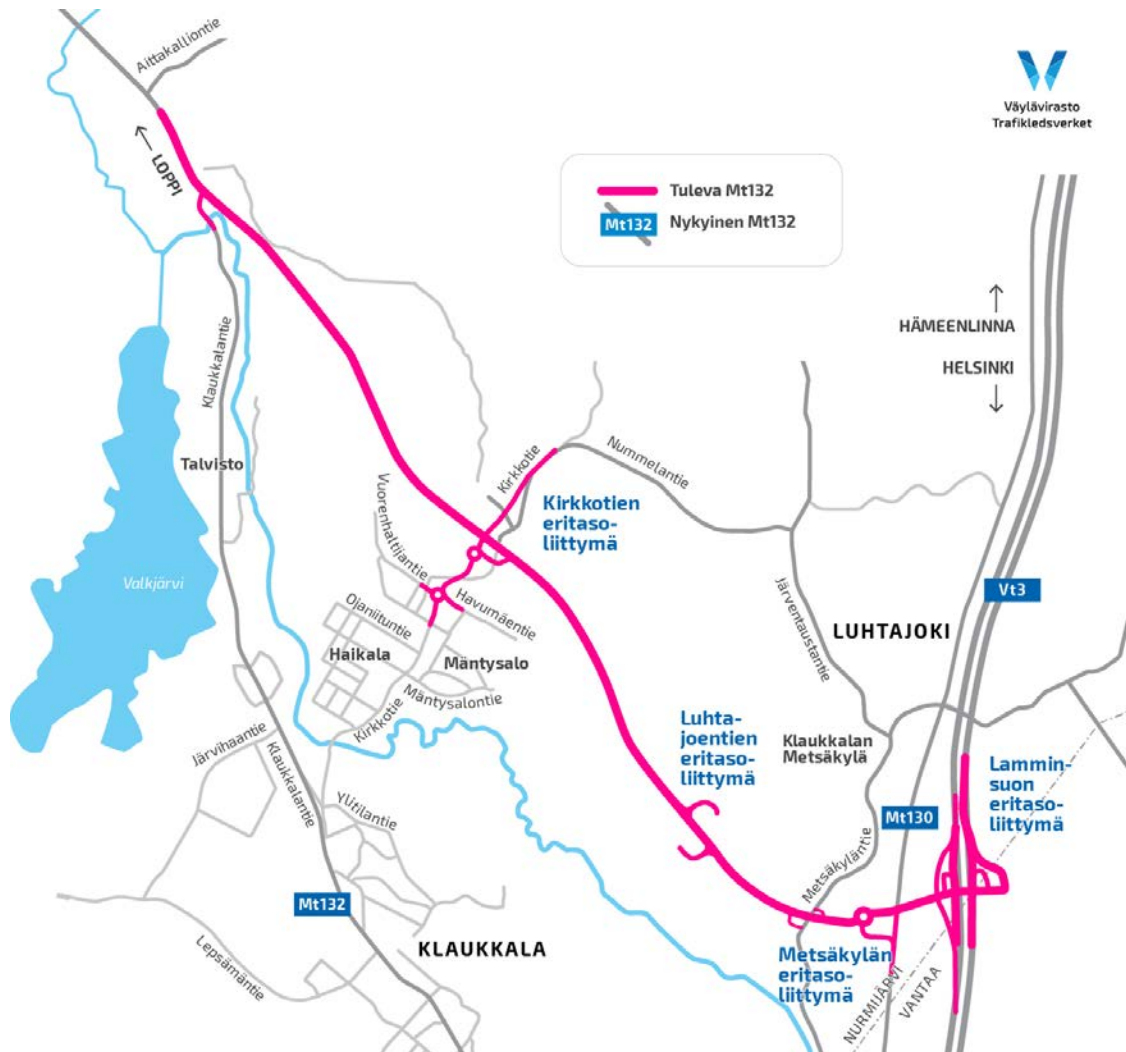 Aittakalliontie
Väylävirasto
Trafikledsverket
LOPPI
Tuleva Mt132
Mt132
Nykyinen Mt132
HÄMEENLINNA
HELSINKI
Klaukkalantie
Talvisto
Kirkkotie
Nummelantie
Vuorenhaltijantie
Kirkkotien
eritaso-
liittymä
Valkjärvi
Vt3
Havumäentie
Ojaniituntie
Järventaustantie
LUHTAJOKI
Haikala
Mäntysalo
Mäntysalontie
Kirkkotie
Luhta-
joentien
eritaso-
liittymä
Klaukkalan
Metsäkylä
Järvihaantie
Klaukkalantie
Lammin-
suon
eritaso-
liittymä
Ylitilantie
Mt130
Metsäkyläntie
Mt132
KLAUKKALA
Lepsämäntie
Metsäkylän
eritaso-
liittymä
NURMIJÄRVI
VANTAA